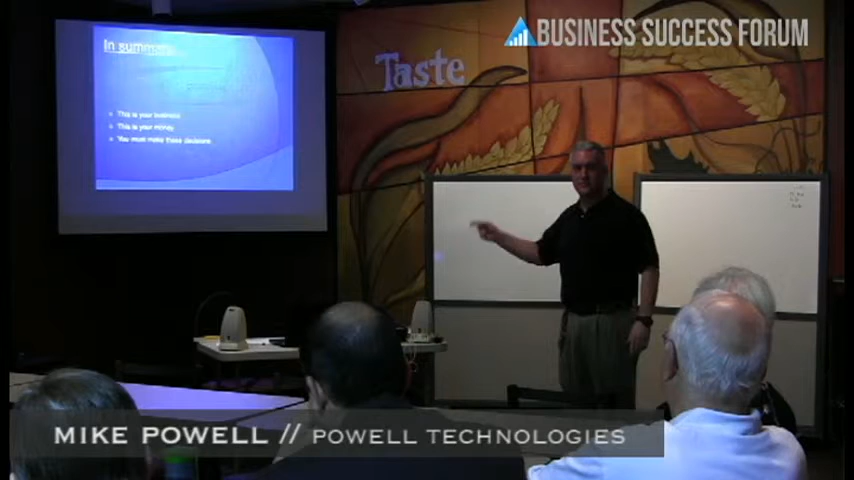 BUSINESS SUCCESS FORUM
Taste
In summary
This is your business
This is your money
You must make these decisions
MIKE POWELL // POWELL TECHNOLOGIES